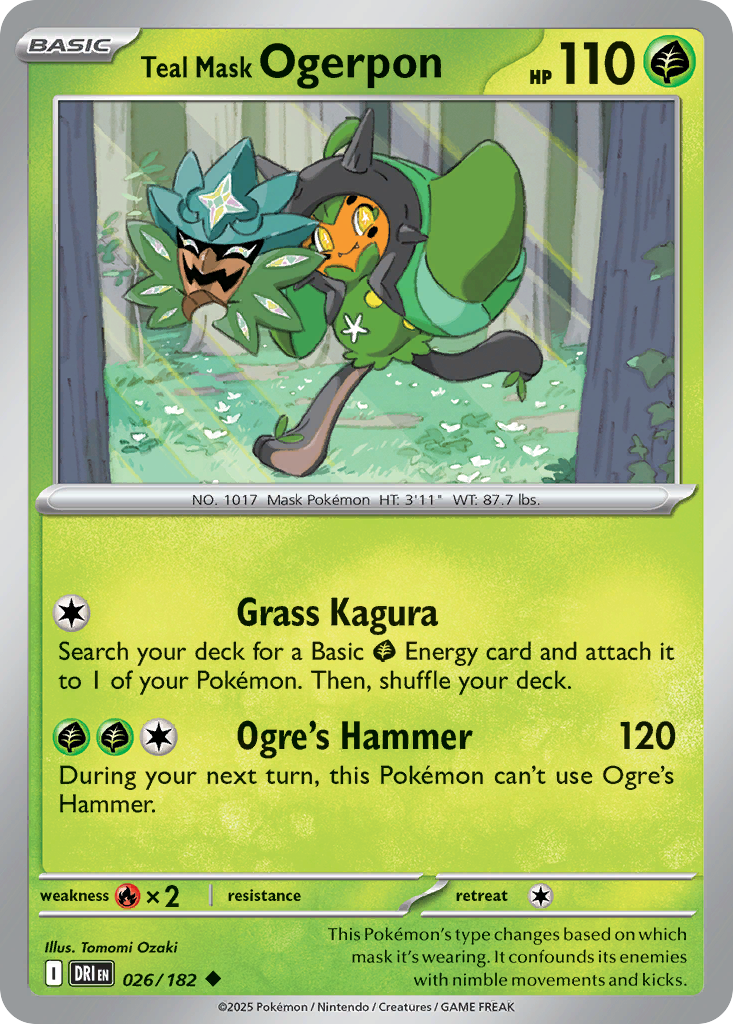 BASIC
Teal Mask Ogerpon HP 110
NO. 1017 Mask Pokémon HT: 3'11" WT: 87.7 lbs.
Grass Kagura
Search your deck for a Basic Energy card and attach it
to 1 of your Pokémon. Then, shuffle your deck.
Ogre's Hammer 120
During your next turn, this Pokémon can't use Ogre's
Hammer.
weakness ×2 resistance retreat
Illus. Tomomi Ozaki
This Pokémon's type changes based on which
mask it's wearing. It confounds its enemies
with nimble movements and kicks.
I DRI EN 026/182
©2025 Pokémon / Nintendo / Creatures / GAME FREAK